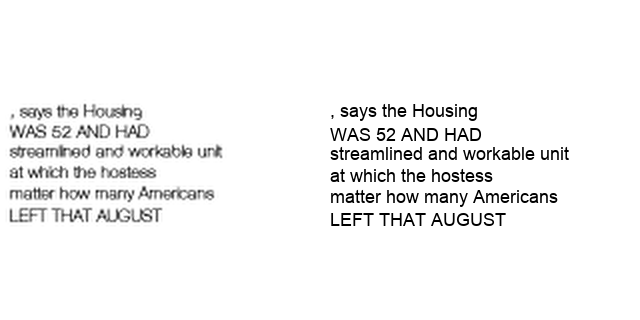 , says the Housing
WAS 52 AND HAD
streamlined and workable unit
at which the hostess
matter how many Americans
LEFT THAT AUGUST
, says the Housing
WAS 52 AND HAD
streamlined and workable unit
at which the hostess
matter how many Americans
LEFT THAT AUGUST